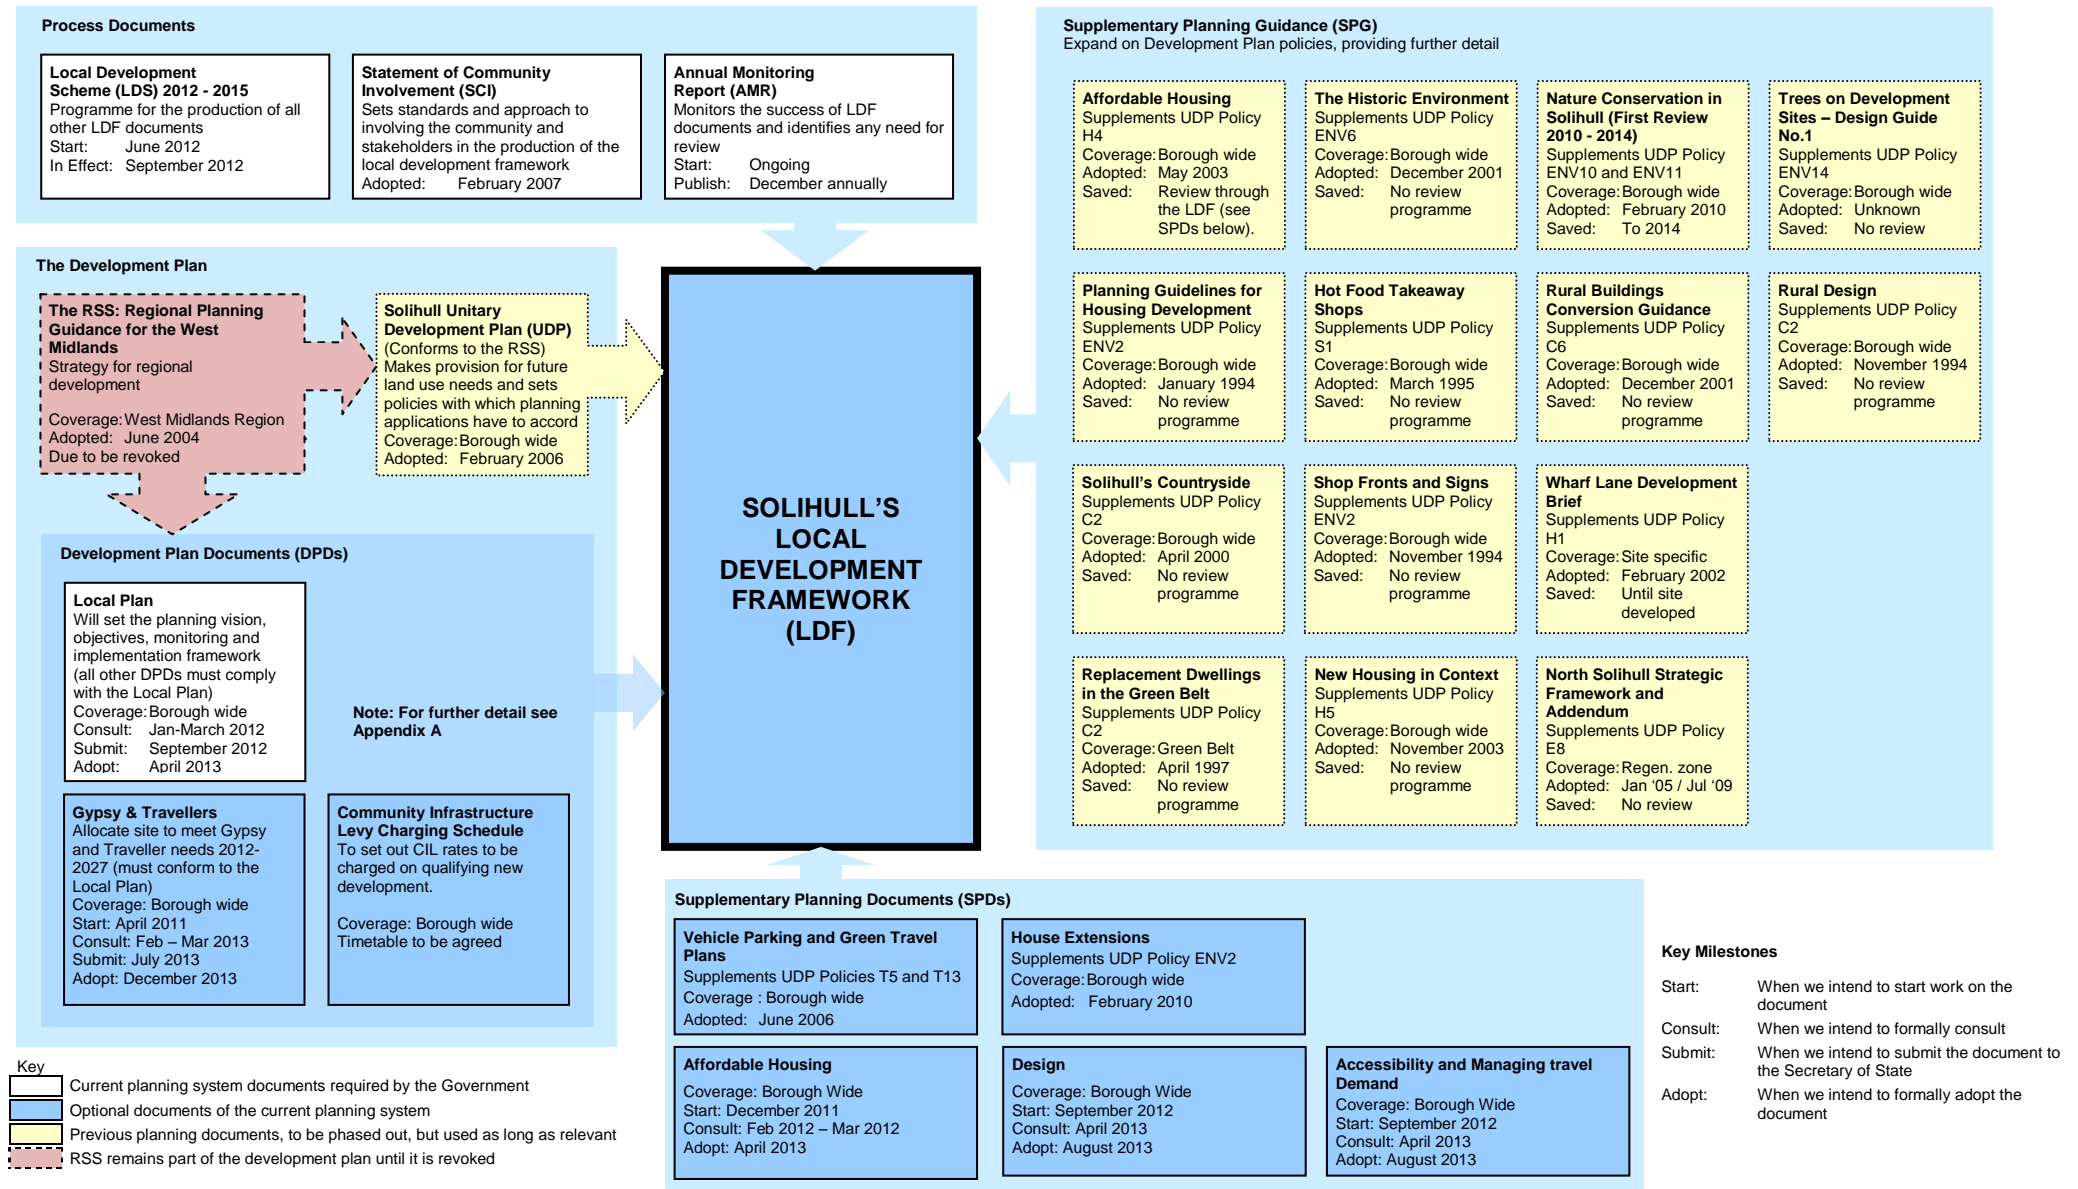 Process Documents
Local Development
Scheme (LDS) 2012 - 2015
Programme for the production of all
other LDF documents
Start: June 2012
In Effect: September 2012
Statement of Community
Involvement (SCI)
Sets standards and approach to
involving the community and
stakeholders in the production of the
local development framework
Adopted: February 2007
Annual Monitoring
Report (AMR)
Monitors the success of LDF
documents and identifies any need for
review
Start: Ongoing
Publish: December annually
The Development Plan
The RSS: Regional Planning
Guidance for the West
Midlands
Strategy for regional
development
Coverage: West Midlands Region
Adopted: June 2004
Due to be revoked
Solihull Unitary
Development Plan (UDP)
(Conforms to the RSS)
Makes provision for future
land use needs and sets
policies with which planning
applications have to accord
Coverage: Borough wide
Adopted: February 2006
Development Plan Documents (DPDs)
Local Plan
Will set the planning vision,
objectives, monitoring and
implementation framework
(all other DPDs must comply
with the Local Plan)
Coverage: Borough wide
Consult: Jan-March 2012
Submit: September 2012
Adopt: April 2013
Note: For further detail see
Appendix A
Gypsy & Travellers
Allocate site to meet Gypsy
and Traveller needs 2012-
2027 (must conform to the
Local Plan)
Coverage: Borough wide
Start: April 2011
Consult: Feb – Mar 2013
Submit: July 2013
Adopt: December 2013
Community Infrastructure
Levy Charging Schedule
To set out CIL rates to be
charged on qualifying new
development.
Coverage: Borough wide
Timetable to be agreed
SOLIHULL’S
LOCAL
DEVELOPMENT
FRAMEWORK
(LDF)
Supplementary Planning Guidance (SPG)
Expand on Development Plan policies, providing further detail
Affordable Housing
Supplements UDP Policy
H4
Coverage: Borough wide
Adopted: May 2003
Saved: Review through
the LDF (see
SPDs below).
The Historic Environment
Supplements UDP Policy
ENV6
Coverage: Borough wide
Adopted: December 2001
Saved: No review
programme
Nature Conservation in
Solihull (First Review
2010 - 2014)
Supplements UDP Policy
ENV10 and ENV11
Coverage: Borough wide
Adopted: February 2010
Saved: To 2014
Trees on Development
Sites – Design Guide
No.1
Supplements UDP Policy
ENV14
Coverage: Borough wide
Adopted: Unknown
Saved: No review
Planning Guidelines for
Housing Development
Supplements UDP Policy
ENV2
Coverage: Borough wide
Adopted: January 1994
Saved: No review
programme
Hot Food Takeaway
Shops
Supplements UDP Policy
S1
Coverage: Borough wide
Adopted: March 1995
Saved: No review
programme
Rural Buildings
Conversion Guidance
Supplements UDP Policy
C6
Coverage: Borough wide
Adopted: December 2001
Saved: No review
programme
Rural Design
Supplements UDP Policy
C2
Coverage: Borough wide
Adopted: November 1994
Saved: No review
programme
Solihull’s Countryside
Supplements UDP Policy
C2
Coverage: Borough wide
Adopted: April 2000
Saved: No review
programme
Shop Fronts and Signs
Supplements UDP Policy
ENV2
Coverage: Borough wide
Adopted: November 1994
Saved: No review
programme
Wharf Lane Development
Brief
Supplements UDP Policy
H1
Coverage: Site specific
Adopted: February 2002
Saved: Until site
developed
Replacement Dwellings
in the Green Belt
Supplements UDP Policy
C2
Coverage: Green Belt
Adopted: April 1997
Saved: No review
programme
New Housing in Context
Supplements UDP Policy
H5
Coverage: Borough wide
Adopted: November 2003
Saved: No review
programme
North Solihull Strategic
Framework and
Addendum
Supplements UDP Policy
E8
Coverage: Regen. zone
Adopted: Jan ‘05 / Jul ‘09
Saved: No review
Supplementary Planning Documents (SPDs)
Vehicle Parking and Green Travel
Plans
Supplements UDP Policies T5 and T13
Coverage : Borough wide
Adopted: June 2006
House Extensions
Supplements UDP Policy ENV2
Coverage: Borough wide
Adopted: February 2010
Affordable Housing
Coverage: Borough Wide
Start: December 2011
Consult: Feb 2012 – Mar 2012
Adopt: April 2013
Design
Coverage: Borough Wide
Start: September 2012
Consult: April 2013
Adopt: August 2013
Accessibility and Managing travel
Demand
Coverage: Borough Wide
Start: September 2012
Consult: April 2013
Adopt: August 2013
Key Milestones
Start: When we intend to start work on the
document
Consult: When we intend to formally consult
Submit: When we intend to submit the document to
the Secretary of State
Adopt: When we intend to formally adopt the
document
Key
Current planning system documents required by the Government
Optional documents of the current planning system
Previous planning documents, to be phased out, but used as long as relevant
RSS remains part of the development plan until it is revoked